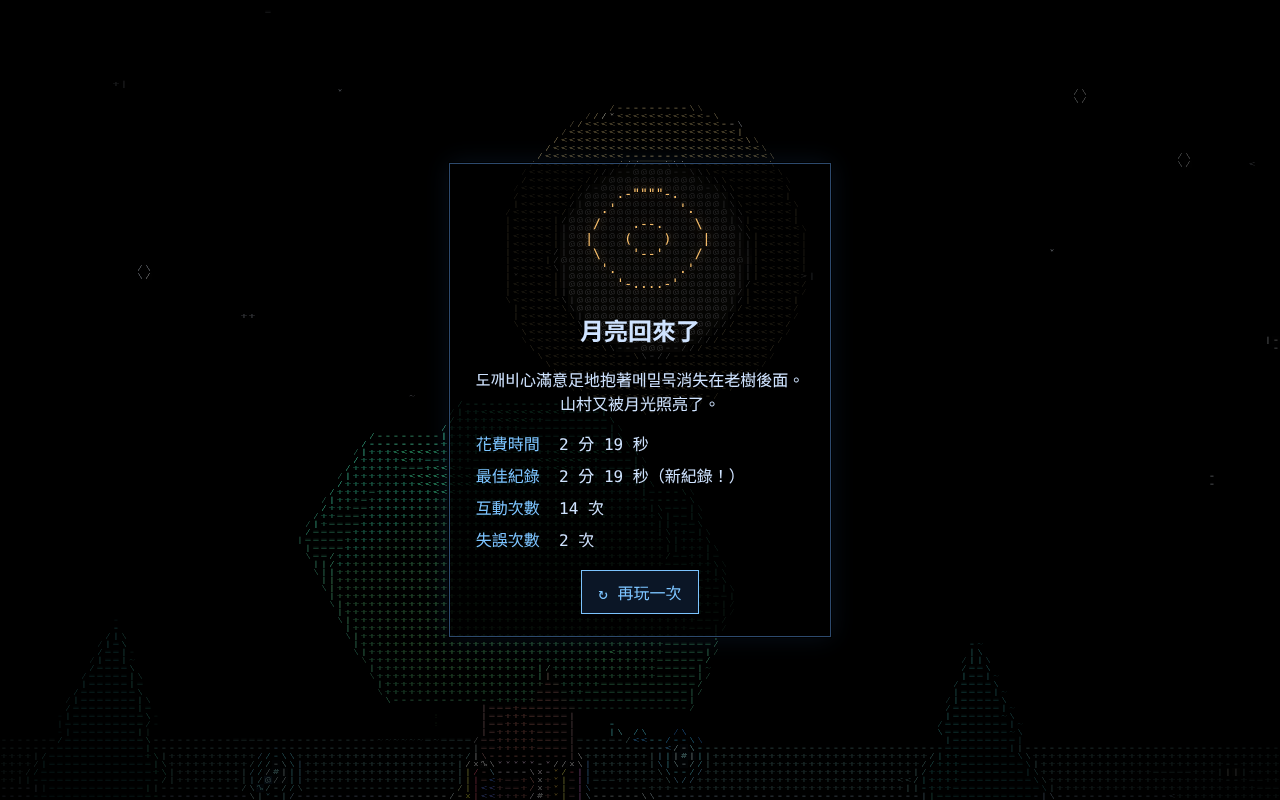 月亮回來了
도깨비心滿意足地抱著메밀묵消失在老樹後面。
山村又被月光照亮了。
花費時間 2 分 19 秒
最佳紀錄 2 分 19 秒（新紀錄！）
互動次數 14 次
失誤次數 2 次
↻ 再玩一次